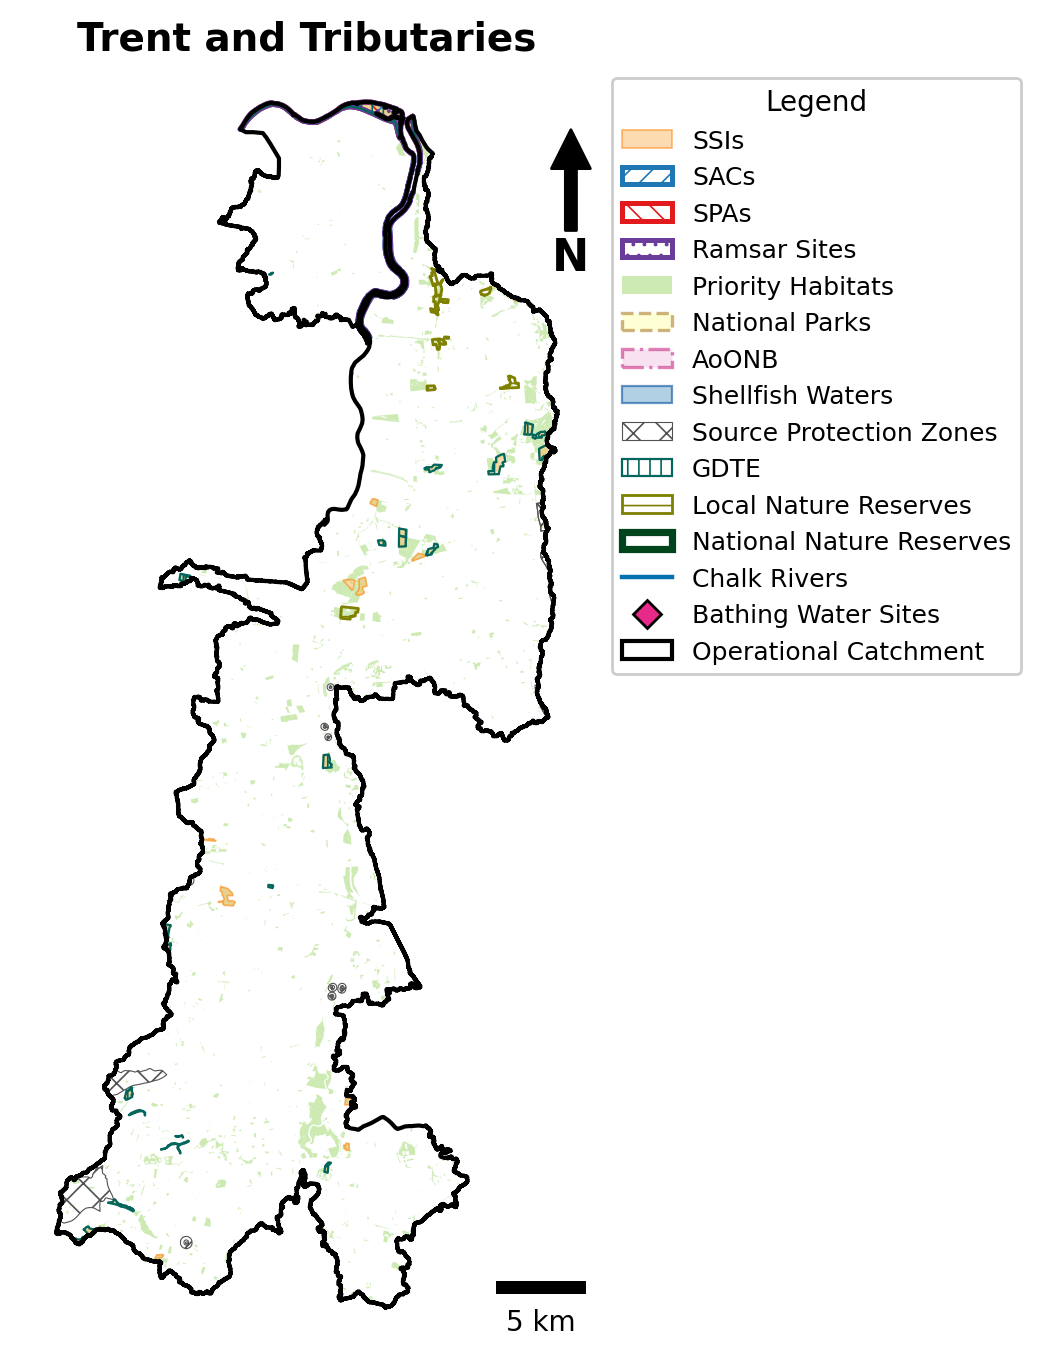 Trent and Tributaries
Legend
SSIs
SACs
SPAs
Ramsar Sites
Priority Habitats
National Parks
AoONB
Shellfish Waters
Source Protection Zones
GDTE
Local Nature Reserves
National Nature Reserves
Chalk Rivers
Bathing Water Sites
Operational Catchment
N
5 km